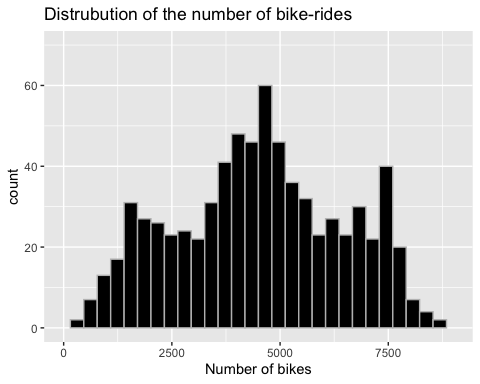 Distrubution of the number of bike-rides
count
60
40
20
0
0 2500 5000 7500
Number of bikes